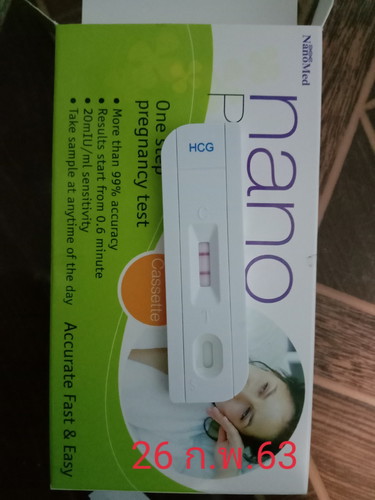 NanoMed
nano
P
One step
pregnancy test
• More than 99% accuracy
• Results start from 0.6 minute
• 20mIU/ml sensitivity
• Take sample at anytime of the day
Cassette
Accurate Fast & Easy
HCG
26 ก.พ.63